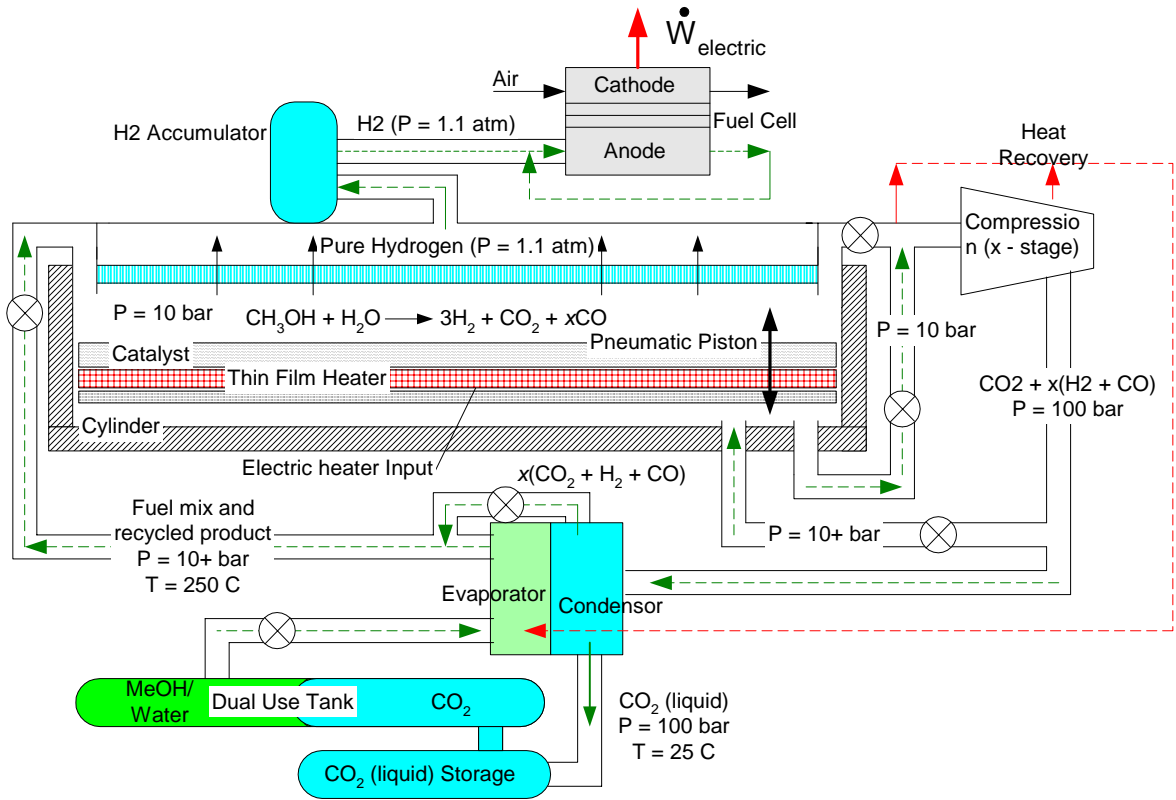 Ẇ electric
Air
Cathode
H2 Accumulator
H2 (P = 1.1 atm)
Fuel Cell
Anode
Heat
Recovery
Compressio
n (x - stage)
Pure Hydrogen (P = 1.1 atm)
P = 10 bar
CH₃OH + H₂O → 3H₂ + CO₂ + xCO
P = 10 bar
Pneumatic Piston
Catalyst
Thin Film Heater
CO2 + x(H2 + CO)
P = 100 bar
Cylinder
Electric heater Input
x(CO₂ + H₂ + CO)
Fuel mix and
recycled product
P = 10+ bar
T = 250 C
P = 10+ bar
Evaporator
Condensor
MeOH/
Water
Dual Use Tank
CO₂
CO₂ (liquid)
P = 100 bar
T = 25 C
CO₂ (liquid) Storage